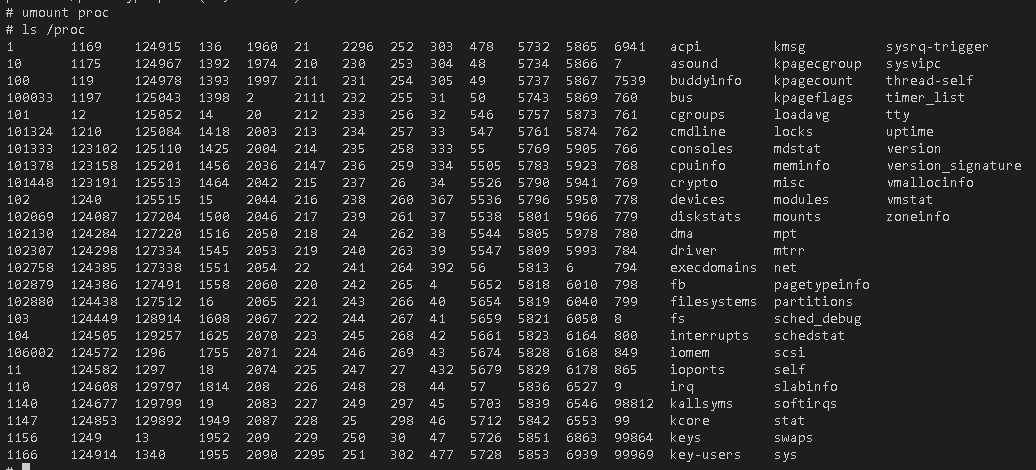 # umount proc
# ls /proc
1 1169 124915 136 1960 21 2296 252 303 478 5732 5865 6941 acpi kmsg sysrq-trigger
10 1175 124967 1392 1974 210 230 253 304 48 5734 5866 7 asound kpagecgroup sysvipc
100 119 124978 1393 1997 211 231 254 305 49 5737 5867 7539 buddyinfo kpagecount thread-self
100033 1197 125043 1398 2 2111 232 255 31 50 5743 5869 760 bus kpageflags timer_list
101 12 125052 14 20 212 233 256 32 546 5757 5873 761 cgroups loadavg tty
101324 1210 125084 1418 2003 213 234 257 33 547 5761 5874 762 cmdline locks uptime
101333 123102 125110 1425 2004 214 235 258 333 55 5769 5905 766 consoles mdstat version
101378 123158 125201 1456 2036 2147 236 259 334 5505 5783 5923 768 cpuinfo meminfo version_signature
101448 123191 125513 1464 2042 215 237 26 34 5526 5790 5941 769 crypto misc vmallocinfo
102 1240 125515 15 2044 216 238 260 367 5536 5796 5950 778 devices modules vmstat
102069 124087 127204 1500 2046 217 239 261 37 5538 5801 5966 779 diskstats mounts zoneinfo
102130 124284 127220 1516 2050 218 24 262 38 5544 5805 5978 780 dma mpt
102307 124298 127334 1545 2053 219 240 263 39 5547 5809 5993 784 driver mtrr
102758 124385 127338 1551 2054 22 241 264 392 56 5813 6 794 execdomains net
102879 124386 127491 1558 2060 220 242 265 4 5652 5818 6010 798 fb pagetypeinfo
102880 124438 127512 16 2065 221 243 266 40 5654 5819 6040 799 filesystems partitions
103 124449 128914 1608 2067 222 244 267 41 5659 5821 6050 8 fs sched_debug
104 124505 129257 1625 2070 223 245 268 42 5661 5823 6164 800 interrupts schedstat
106002 124572 1296 1755 2071 224 246 269 43 5674 5828 6168 849 iomem scsi
11 124582 1297 18 2074 225 247 27 432 5679 5829 6178 865 ioports self
110 124608 129797 1814 208 226 248 28 44 57 5836 6527 9 irq slabinfo
1140 124677 129799 19 2083 227 249 297 45 5703 5839 6546 98812 kallsyms softirqs
1147 124853 129892 1949 2087 228 25 298 46 5712 5842 6553 99 kcore stat
1156 1249 13 1952 209 229 250 30 47 5726 5851 6863 99864 keys swaps
1166 124914 1340 1955 2090 2295 251 302 477 5728 5853 6939 99969 key-users sys
#